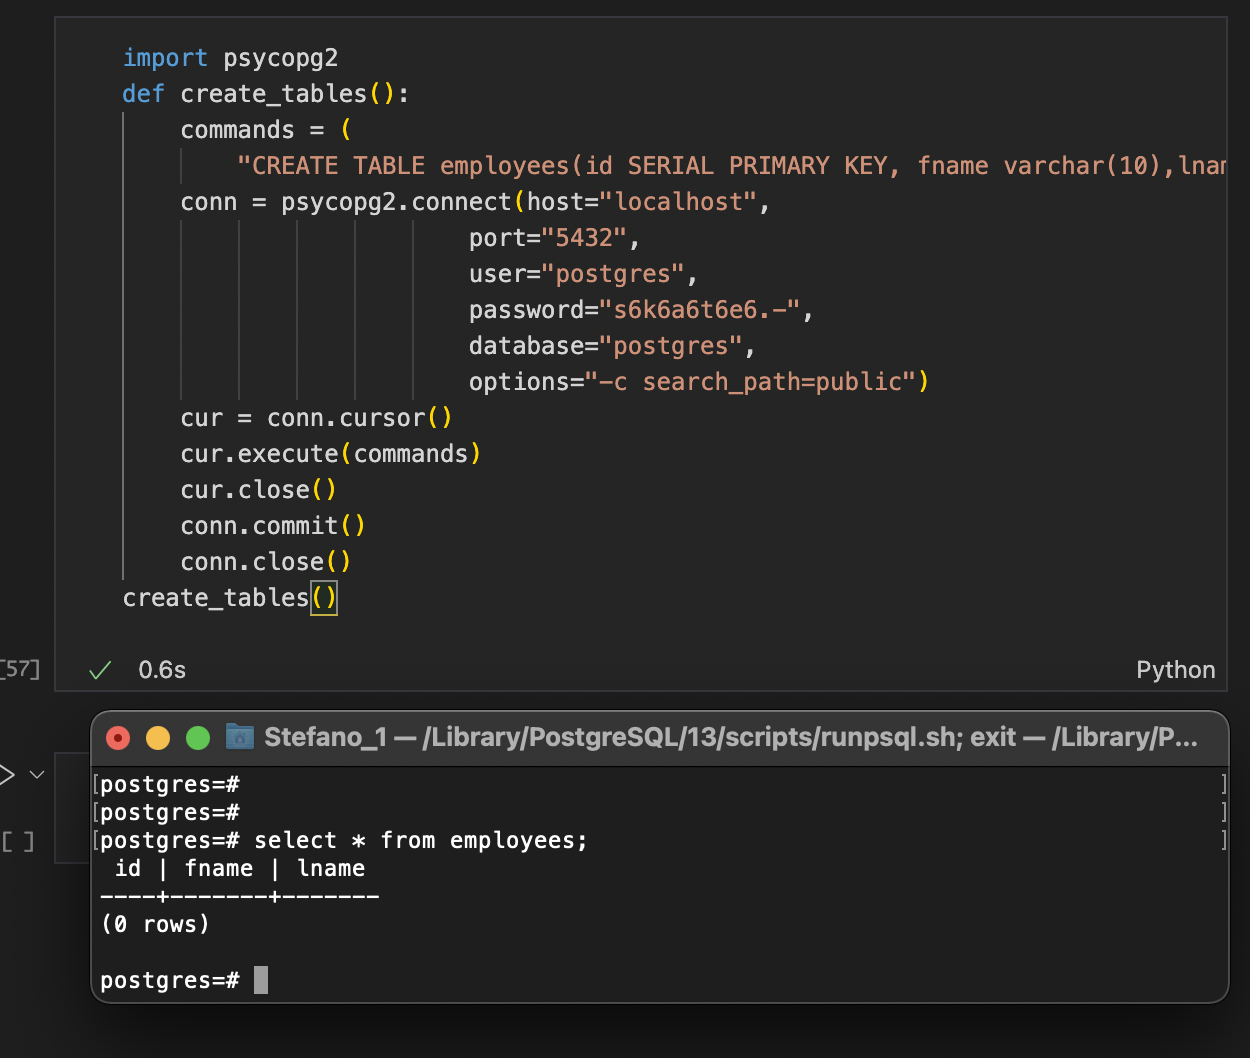 import psycopg2
def create_tables():
commands = (
"CREATE TABLE employees(id SERIAL PRIMARY KEY, fname varchar(10),lnam
conn = psycopg2.connect(host="localhost",
port="5432",
user="postgres",
password="s6k6a6t6e6.-",
database="postgres",
options="-c search_path=public")
cur = conn.cursor()
cur.execute(commands)
cur.close()
conn.commit()
conn.close()
create_tables()
[57]
0.6s
Python
Stefano_1 — /Library/PostgreSQL/13/scripts/runpsql.sh; exit — /Library/P...
[postgres=# ]
[postgres=# ]
[ ]
[postgres=# select * from employees; ]
id | fname | lname
----+-------+-------
(0 rows)
postgres=#